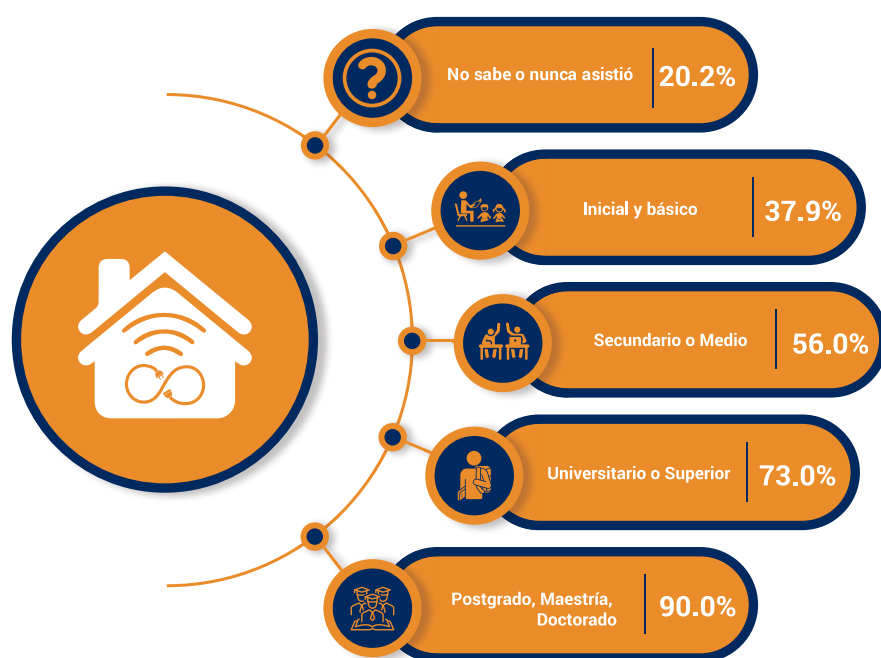 No sabe o nunca asistió 20.2%
Inicial y básico 37.9%
Secundario o Medio 56.0%
Universitario o Superior 73.0%
Postgrado, Maestría,
Doctorado 90.0%